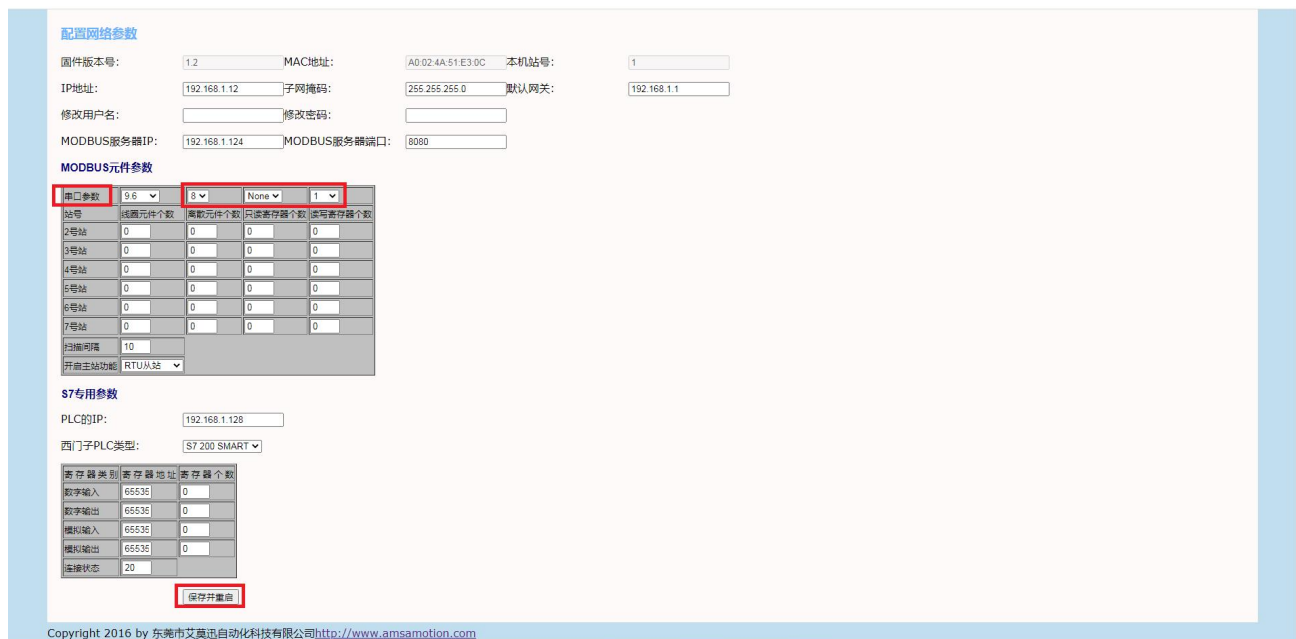 配置网络参数
固件版本号: 1.2 MAC地址: A0:02:4A:51:E3:0C 本机站号: 1
IP地址: 192.168.1.12 子网掩码: 255.255.255.0 默认网关: 192.168.1.1
修改用户名: 修改密码:
MODBUS服务器IP: 192.168.1.124 MODBUS服务器端口: 8080
MODBUS元件参数
串口参数 9.6 8 None 1
站号 线圈元件个数 离散元件个数 只读寄存器个数 读写寄存器个数
2号站 0 0 0 0
3号站 0 0 0 0
4号站 0 0 0 0
5号站 0 0 0 0
6号站 0 0 0 0
7号站 0 0 0 0
扫描间隔 10
开启主站功能 RTU从站
S7专用参数
PLC的IP: 192.168.1.128
西门子PLC类型: S7 200 SMART
寄存器类别 寄存器地址 寄存器个数
数字输入 65535 0
数字输出 65535 0
模拟输入 65535 0
模拟输出 65535 0
连接状态 20
保存并重启
Copyright 2016 by 东莞市艾莫迅自动化科技有限公司http://www.amsamotion.com